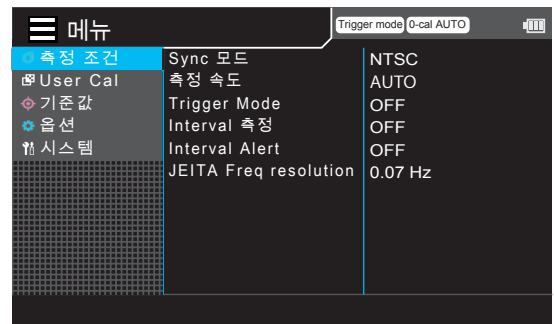 메뉴
Trigger mode 0-cal AUTO
측정 조건
User Cal
기준값
옵션
시스템
Sync 모드 NTSC
측정 속도 AUTO
Trigger Mode OFF
Interval 측정 OFF
Interval Alert OFF
JEITA Freq resolution 0.07 Hz